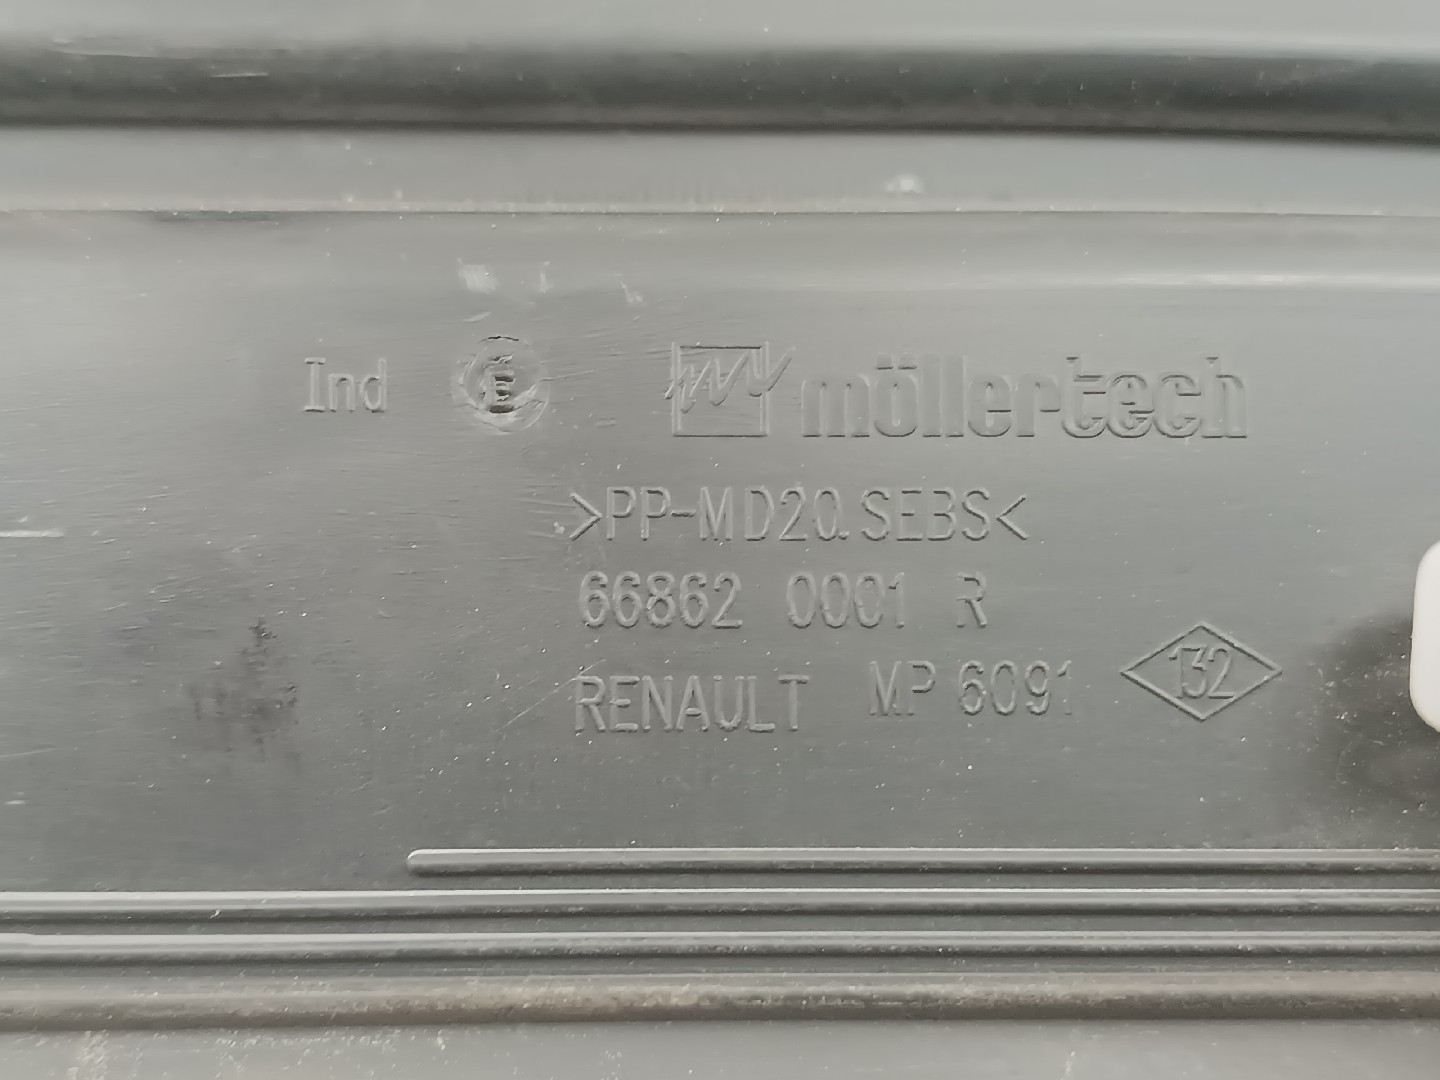 Ind E möllertech
>PP-MD20.SEBS<
66862 0001 R
RENAULT MP 6091 132